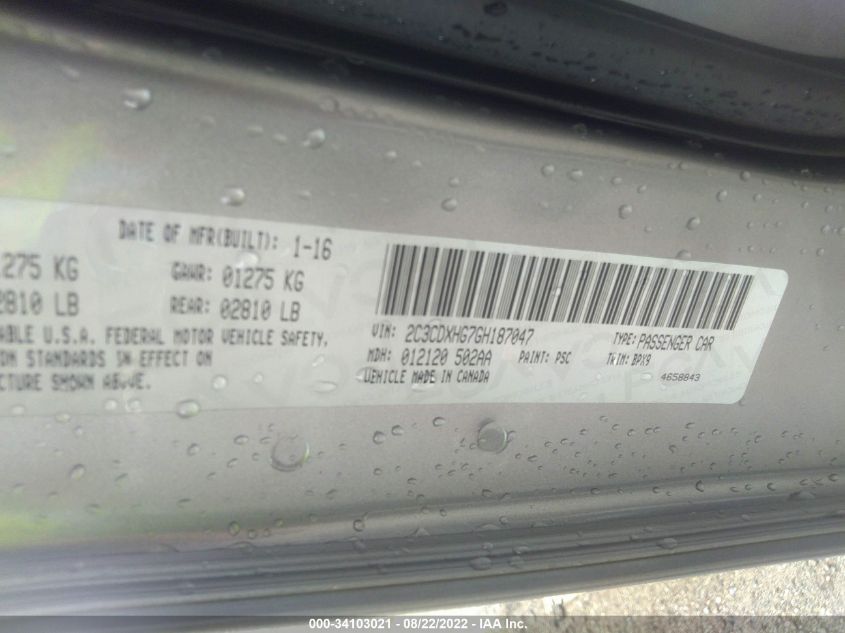 DATE OF MFR(BUILT): 1-16
1275 KG GAWR: 01275 KG
2810 LB REAR: 02810 LB
ABLE U.S.A. FEDERAL MOTOR VEHICLE SAFETY,
ON STANDARDS IN EFFECT ON
CTURE SHOWN ABOVE.
VIN: 2C3CDXHG7GH187047 TYPE: PASSENGER CAR
MDH: 012120 502AA PAINT: PSC TRIM: BPX9
VEHICLE MADE IN CANADA 4658843
000-34103021 - 08/22/2022 - IAA Inc.